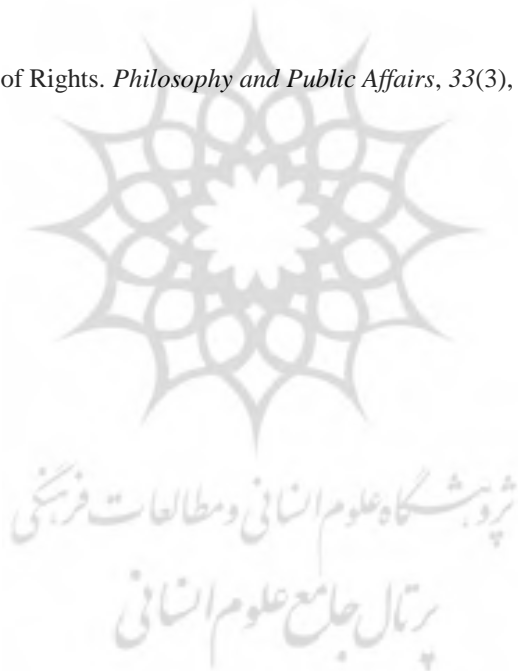 of Rights. Philosophy and Public Affairs, 33(3),
پژوهشگاه علوم انسانی و مطالعات فرهنگی
پرتال جامع علوم انسانی